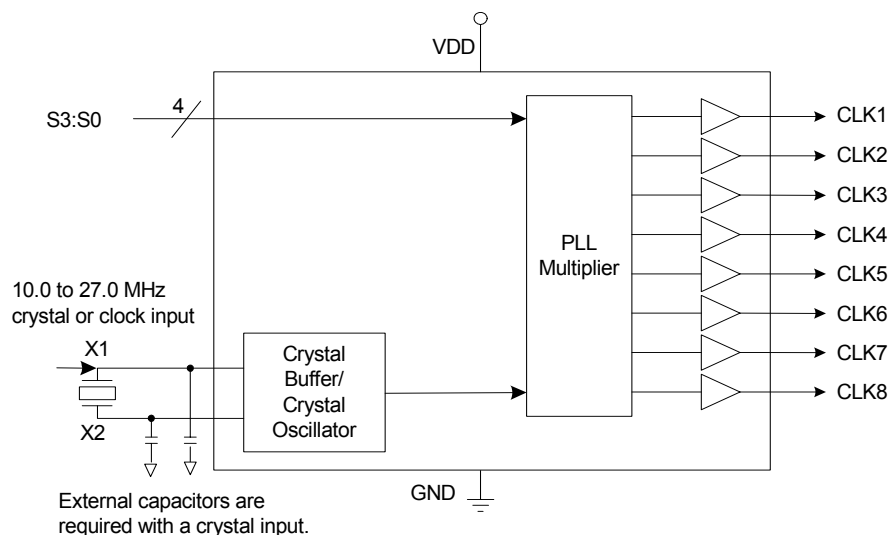 VDD
4
S3:S0
CLK1
CLK2
CLK3
CLK4
CLK5
CLK6
CLK7
CLK8
PLL
Multiplier
10.0 to 27.0 MHz
crystal or clock input
X1
X2
Crystal
Buffer/
Crystal
Oscillator
GND
External capacitors are
required with a crystal input.